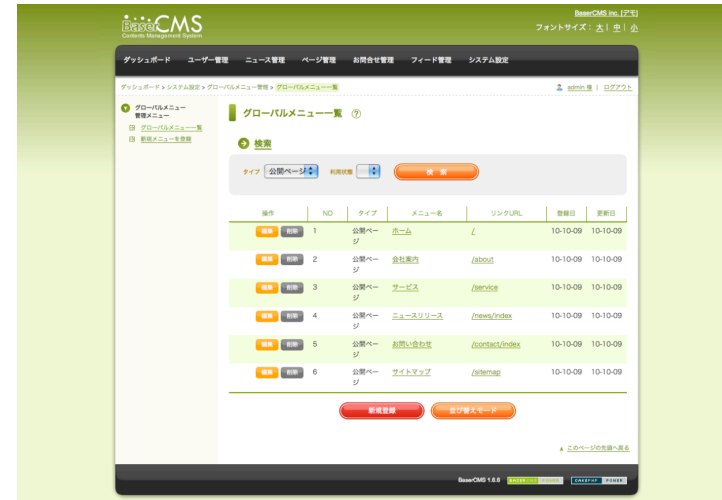 BaserCMS inc. [デモ]
BaserCMS
Contents Management System
フォントサイズ：大｜中｜小
ダッシュボード ユーザー管理 ニュース管理 ページ管理 お問合せ管理 フィード管理 システム設定
ダッシュボード > システム設定 > グローバルメニュー管理 > グローバルメニュー一覧
admin 様 | ログアウト
グローバルメニュー
管理メニュー
グローバルメニュー一覧
新規メニューを登録
グローバルメニュー一覧 ?
検索
タイプ 公開ページ 利用状態 検 索
操作 NO タイプ メニュー名 リンクURL 登録日 更新日
編集 削除 1 公開ページ ホーム / 10-10-09 10-10-09
編集 削除 2 公開ページ 会社案内 /about 10-10-09 10-10-09
編集 削除 3 公開ページ サービス /service 10-10-09 10-10-09
編集 削除 4 公開ページ ニュースリリース /news/index 10-10-09 10-10-09
編集 削除 5 公開ページ お問い合わせ /contact/index 10-10-09 10-10-09
編集 削除 6 公開ページ サイトマップ /sitemap 10-10-09 10-10-09
新規登録 並び替えモード
▲ このページの先頭へ戻る
BaserCMS 1.6.6 BASERCMS POWER CAKEPHP POWER